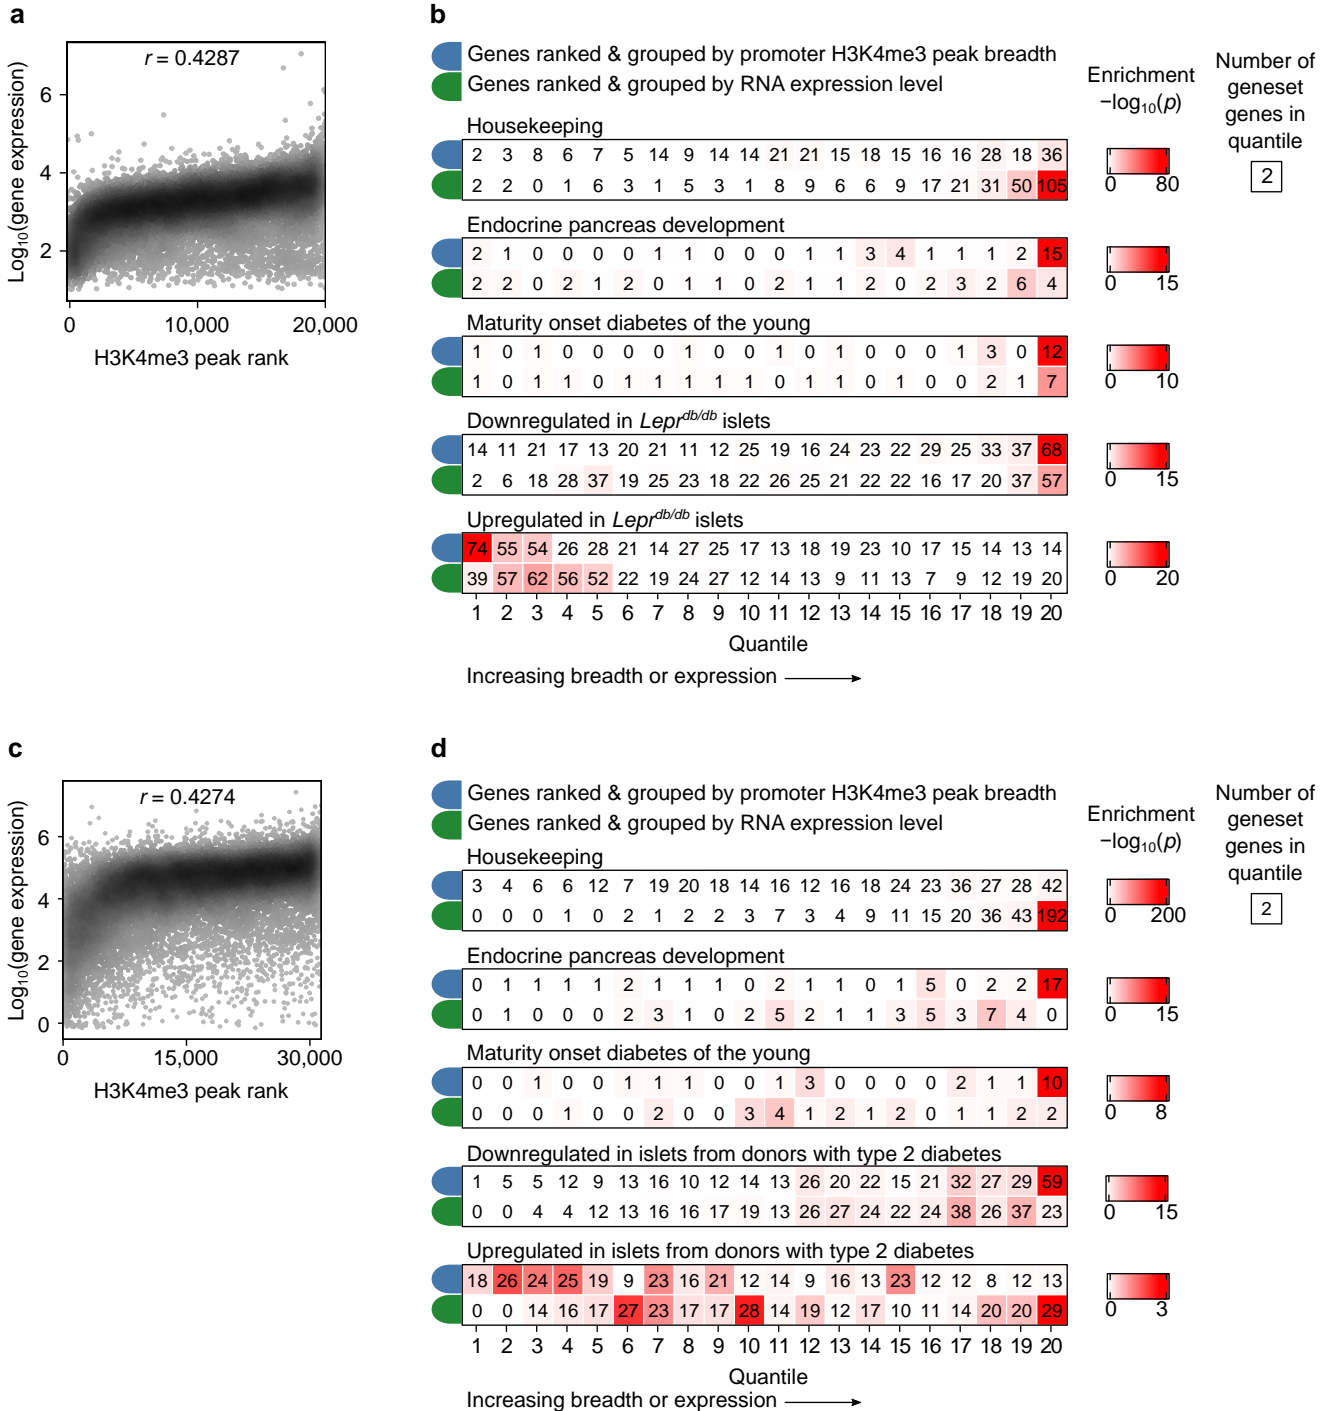 a
r = 0.4287
Log10(gene expression)
6
4
2
0 10,000 20,000
H3K4me3 peak rank
b
Genes ranked & grouped by promoter H3K4me3 peak breadth
Genes ranked & grouped by RNA expression level
Enrichment
−log10(p)
Number of
geneset
genes in
quantile
2
Housekeeping
2 3 8 6 7 5 14 9 14 14 21 21 15 18 15 16 16 28 18 36
2 2 0 1 6 3 1 5 3 1 8 9 6 6 9 17 21 31 50 105
0 80
Endocrine pancreas development
2 1 0 0 0 0 1 1 0 0 0 1 1 3 4 1 1 1 2 15
2 2 0 2 1 2 0 1 1 0 2 1 1 2 0 2 3 2 6 4
0 15
Maturity onset diabetes of the young
1 0 1 0 0 0 0 1 0 0 1 0 1 0 0 0 1 3 0 12
1 0 1 1 0 1 1 1 1 1 0 1 1 0 1 0 0 2 1 7
0 10
Downregulated in Lepr^db/db islets
14 11 21 17 13 20 21 11 12 25 19 16 24 23 22 29 25 33 37 68
2 6 18 28 37 19 25 23 18 22 26 25 21 22 22 16 17 20 37 57
0 15
Upregulated in Lepr^db/db islets
74 55 54 26 28 21 14 27 25 17 13 18 19 23 10 17 15 14 13 14
39 57 62 56 52 22 19 24 27 12 14 13 9 11 13 7 9 12 19 20
0 20
1 2 3 4 5 6 7 8 9 10 11 12 13 14 15 16 17 18 19 20
Quantile
Increasing breadth or expression
c
r = 0.4274
Log10(gene expression)
6
4
2
0
0 15,000 30,000
H3K4me3 peak rank
d
Genes ranked & grouped by promoter H3K4me3 peak breadth
Genes ranked & grouped by RNA expression level
Enrichment
−log10(p)
Number of
geneset
genes in
quantile
2
Housekeeping
3 4 6 6 12 7 19 20 18 14 16 12 16 18 24 23 36 27 28 42
0 0 0 1 0 2 1 2 2 3 7 3 4 9 11 15 20 36 43 192
0 200
Endocrine pancreas development
0 1 1 1 1 2 1 1 1 0 2 1 1 0 1 5 0 2 2 17
0 1 0 0 0 2 3 1 0 2 5 2 1 1 3 5 3 7 4 0
0 15
Maturity onset diabetes of the young
0 0 1 0 0 1 1 1 0 0 1 3 0 0 0 0 2 1 1 10
0 0 0 1 0 0 2 0 0 3 4 1 2 1 2 0 1 1 2 2
0 8
Downregulated in islets from donors with type 2 diabetes
1 5 5 12 9 13 16 10 12 14 13 26 20 22 15 21 32 27 29 59
0 0 4 4 12 13 16 16 17 19 13 26 27 24 22 24 38 26 37 23
0 15
Upregulated in islets from donors with type 2 diabetes
18 26 24 25 19 9 23 16 21 12 14 9 16 13 23 12 12 8 12 13
0 0 14 16 17 27 23 17 17 28 14 19 12 17 10 11 14 20 20 29
0 3
1 2 3 4 5 6 7 8 9 10 11 12 13 14 15 16 17 18 19 20
Quantile
Increasing breadth or expression